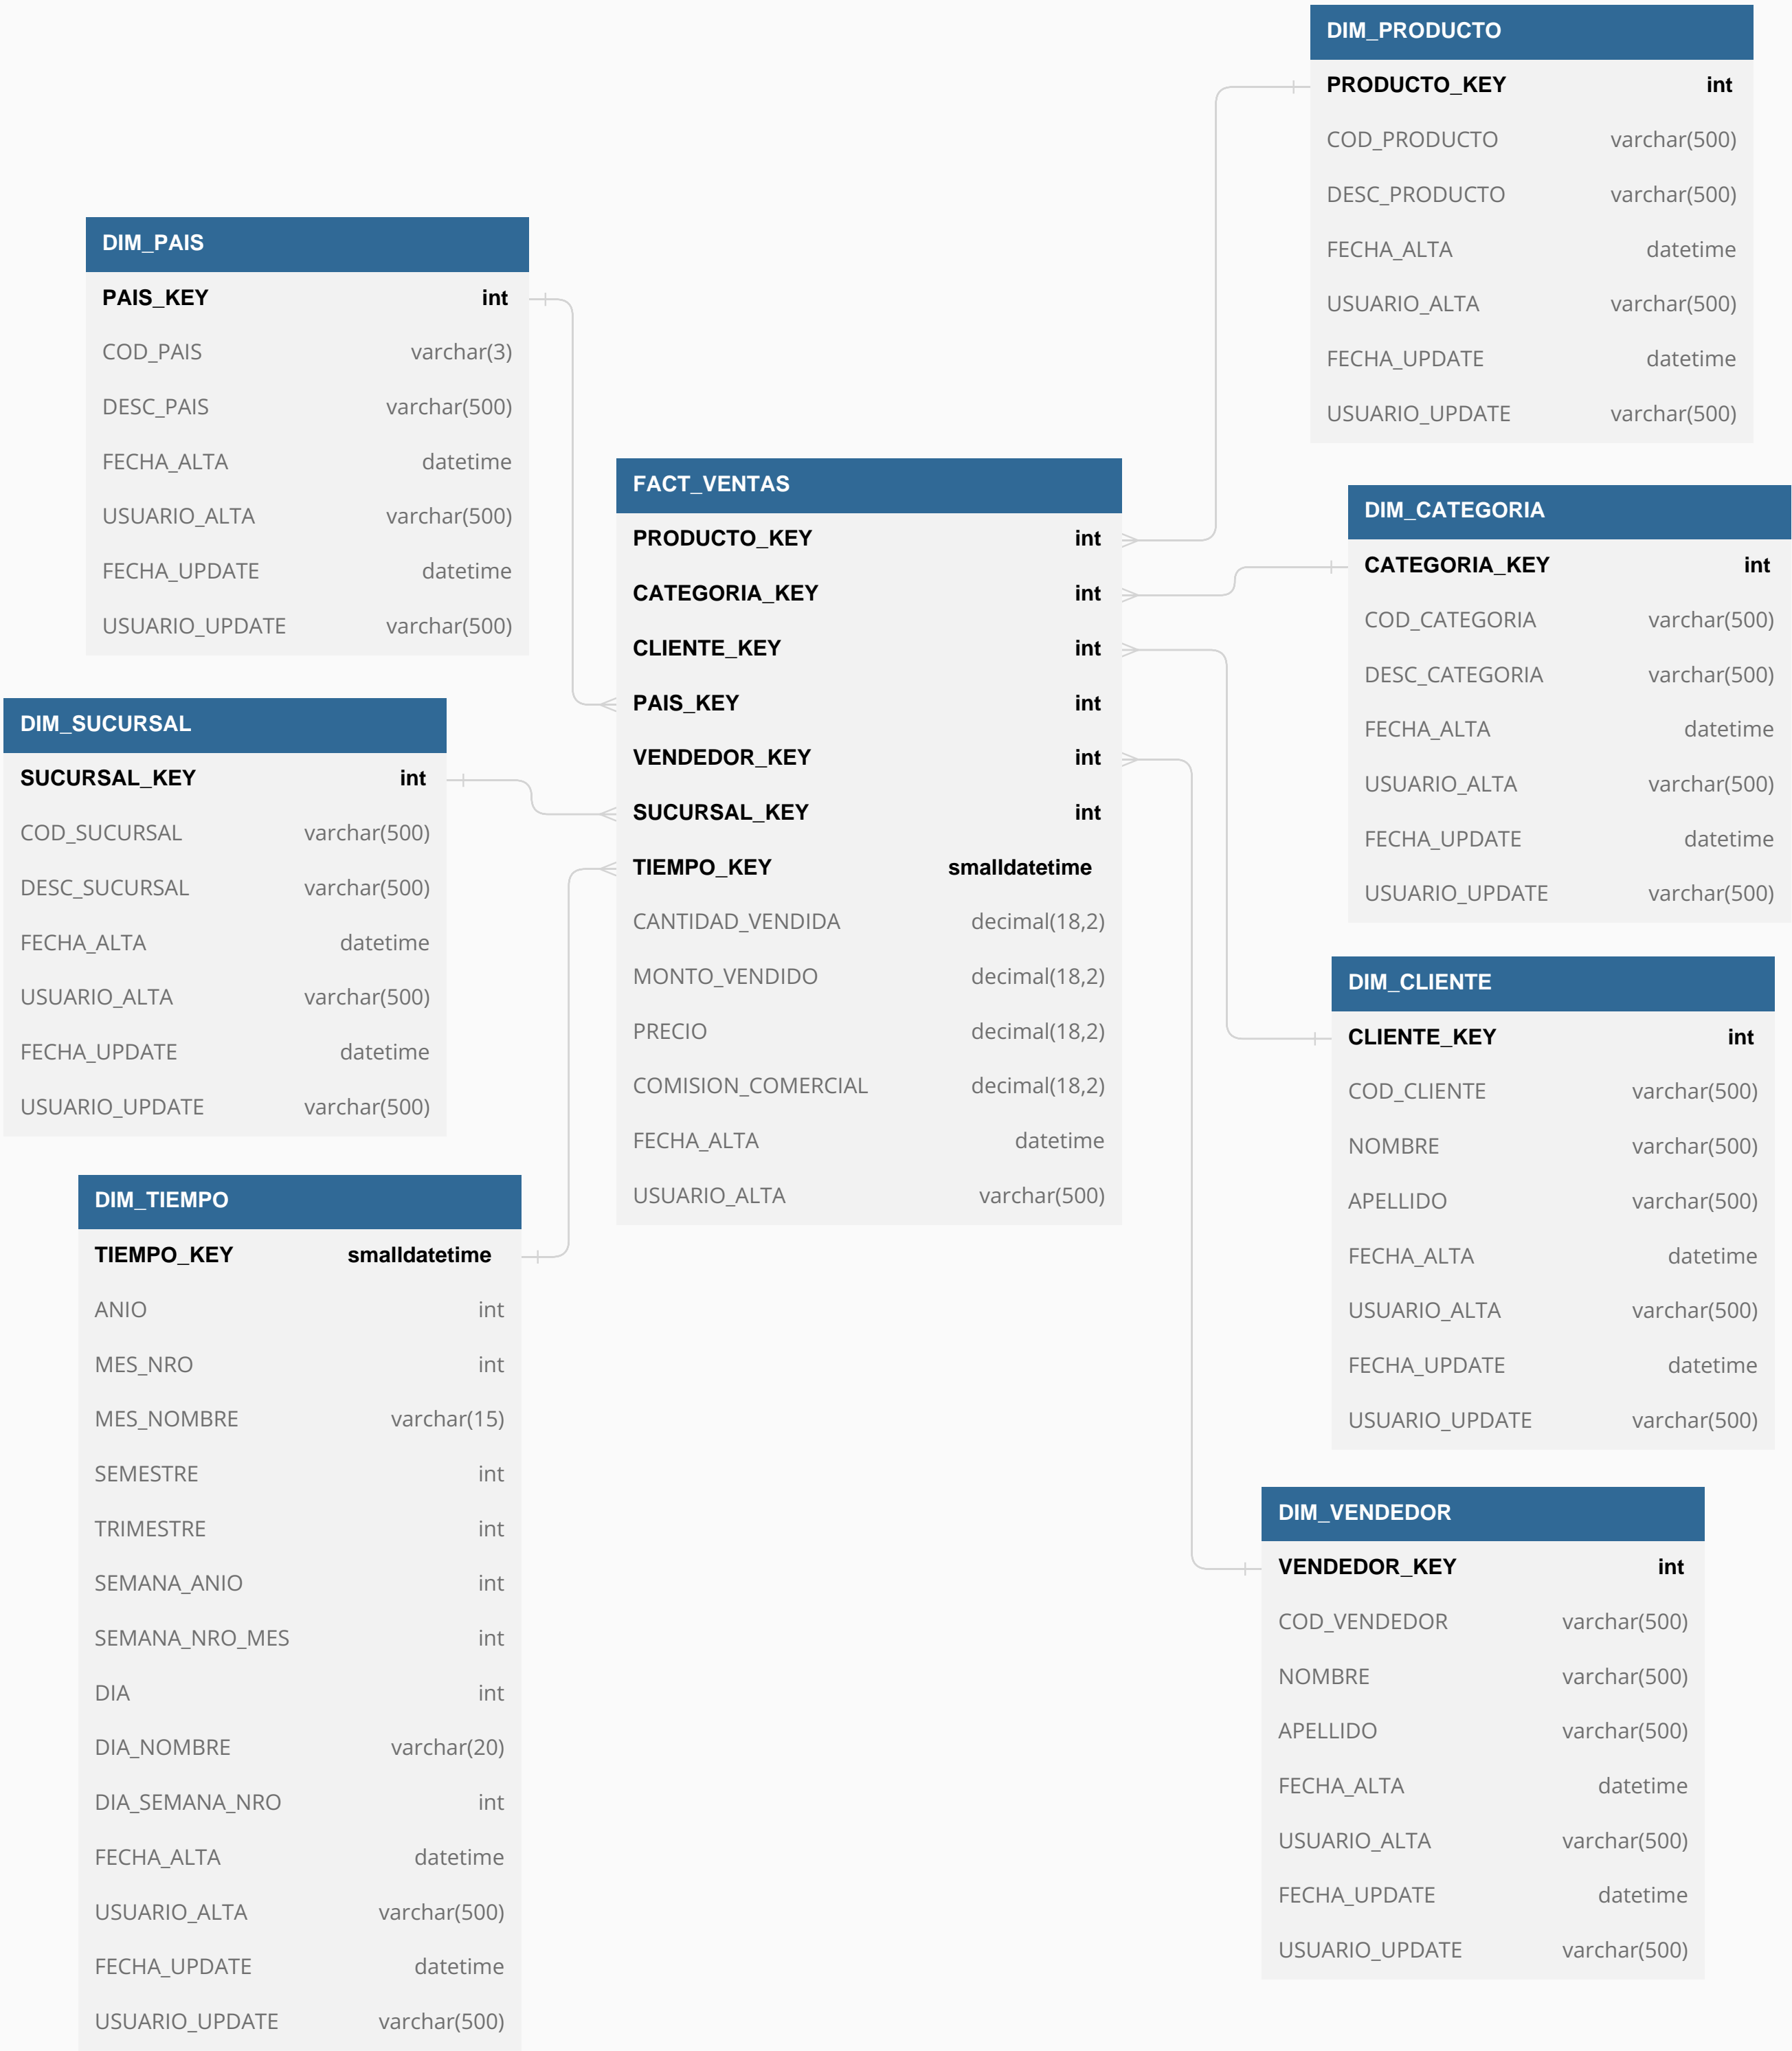 DIM_PRODUCTO
PRODUCTO_KEY int
COD_PRODUCTO varchar(500)
DESC_PRODUCTO varchar(500)
FECHA_ALTA datetime
USUARIO_ALTA varchar(500)
FECHA_UPDATE datetime
USUARIO_UPDATE varchar(500)
DIM_PAIS
PAIS_KEY int
COD_PAIS varchar(3)
DESC_PAIS varchar(500)
FECHA_ALTA datetime
USUARIO_ALTA varchar(500)
FECHA_UPDATE datetime
USUARIO_UPDATE varchar(500)
FACT_VENTAS
PRODUCTO_KEY int
CATEGORIA_KEY int
CLIENTE_KEY int
PAIS_KEY int
VENDEDOR_KEY int
SUCURSAL_KEY int
TIEMPO_KEY smalldatetime
CANTIDAD_VENDIDA decimal(18,2)
MONTO_VENDIDO decimal(18,2)
PRECIO decimal(18,2)
COMISION_COMERCIAL decimal(18,2)
FECHA_ALTA datetime
USUARIO_ALTA varchar(500)
DIM_CATEGORIA
CATEGORIA_KEY int
COD_CATEGORIA varchar(500)
DESC_CATEGORIA varchar(500)
FECHA_ALTA datetime
USUARIO_ALTA varchar(500)
FECHA_UPDATE datetime
USUARIO_UPDATE varchar(500)
DIM_SUCURSAL
SUCURSAL_KEY int
COD_SUCURSAL varchar(500)
DESC_SUCURSAL varchar(500)
FECHA_ALTA datetime
USUARIO_ALTA varchar(500)
FECHA_UPDATE datetime
USUARIO_UPDATE varchar(500)
DIM_CLIENTE
CLIENTE_KEY int
COD_CLIENTE varchar(500)
NOMBRE varchar(500)
APELLIDO varchar(500)
FECHA_ALTA datetime
USUARIO_ALTA varchar(500)
FECHA_UPDATE datetime
USUARIO_UPDATE varchar(500)
DIM_TIEMPO
TIEMPO_KEY smalldatetime
ANIO int
MES_NRO int
MES_NOMBRE varchar(15)
SEMESTRE int
TRIMESTRE int
SEMANA_ANIO int
SEMANA_NRO_MES int
DIA int
DIA_NOMBRE varchar(20)
DIA_SEMANA_NRO int
FECHA_ALTA datetime
USUARIO_ALTA varchar(500)
FECHA_UPDATE datetime
USUARIO_UPDATE varchar(500)
DIM_VENDEDOR
VENDEDOR_KEY int
COD_VENDEDOR varchar(500)
NOMBRE varchar(500)
APELLIDO varchar(500)
FECHA_ALTA datetime
USUARIO_ALTA varchar(500)
FECHA_UPDATE datetime
USUARIO_UPDATE varchar(500)